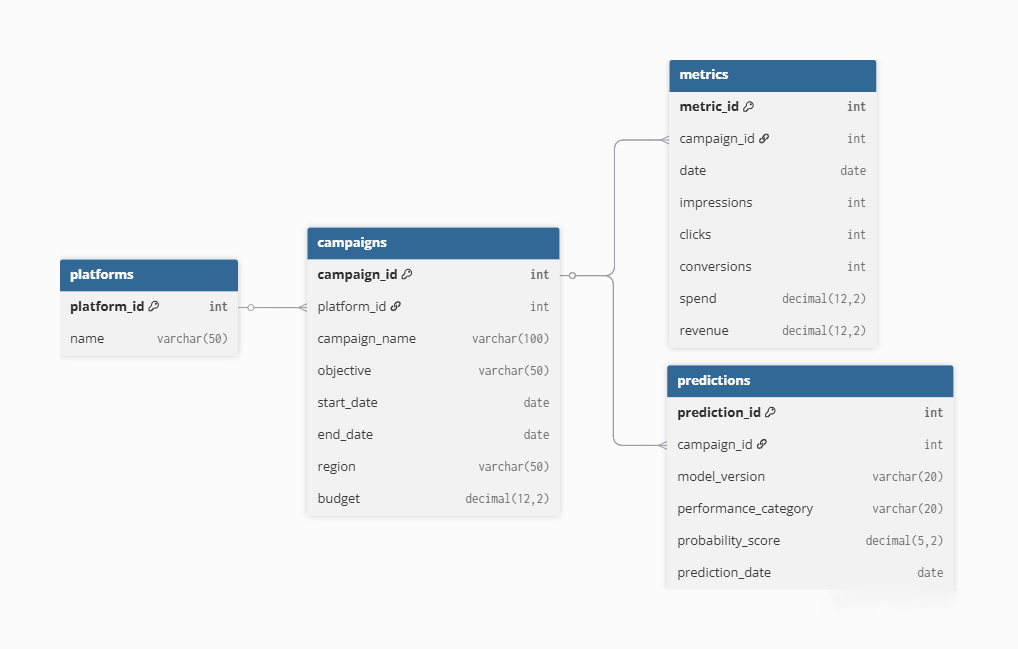 platforms
platform_id int
name varchar(50)
campaigns
campaign_id int
platform_id int
campaign_name varchar(100)
objective varchar(50)
start_date date
end_date date
region varchar(50)
budget decimal(12,2)
metrics
metric_id int
campaign_id int
date date
impressions int
clicks int
conversions int
spend decimal(12,2)
revenue decimal(12,2)
predictions
prediction_id int
campaign_id int
model_version varchar(20)
performance_category varchar(20)
probability_score decimal(5,2)
prediction_date date